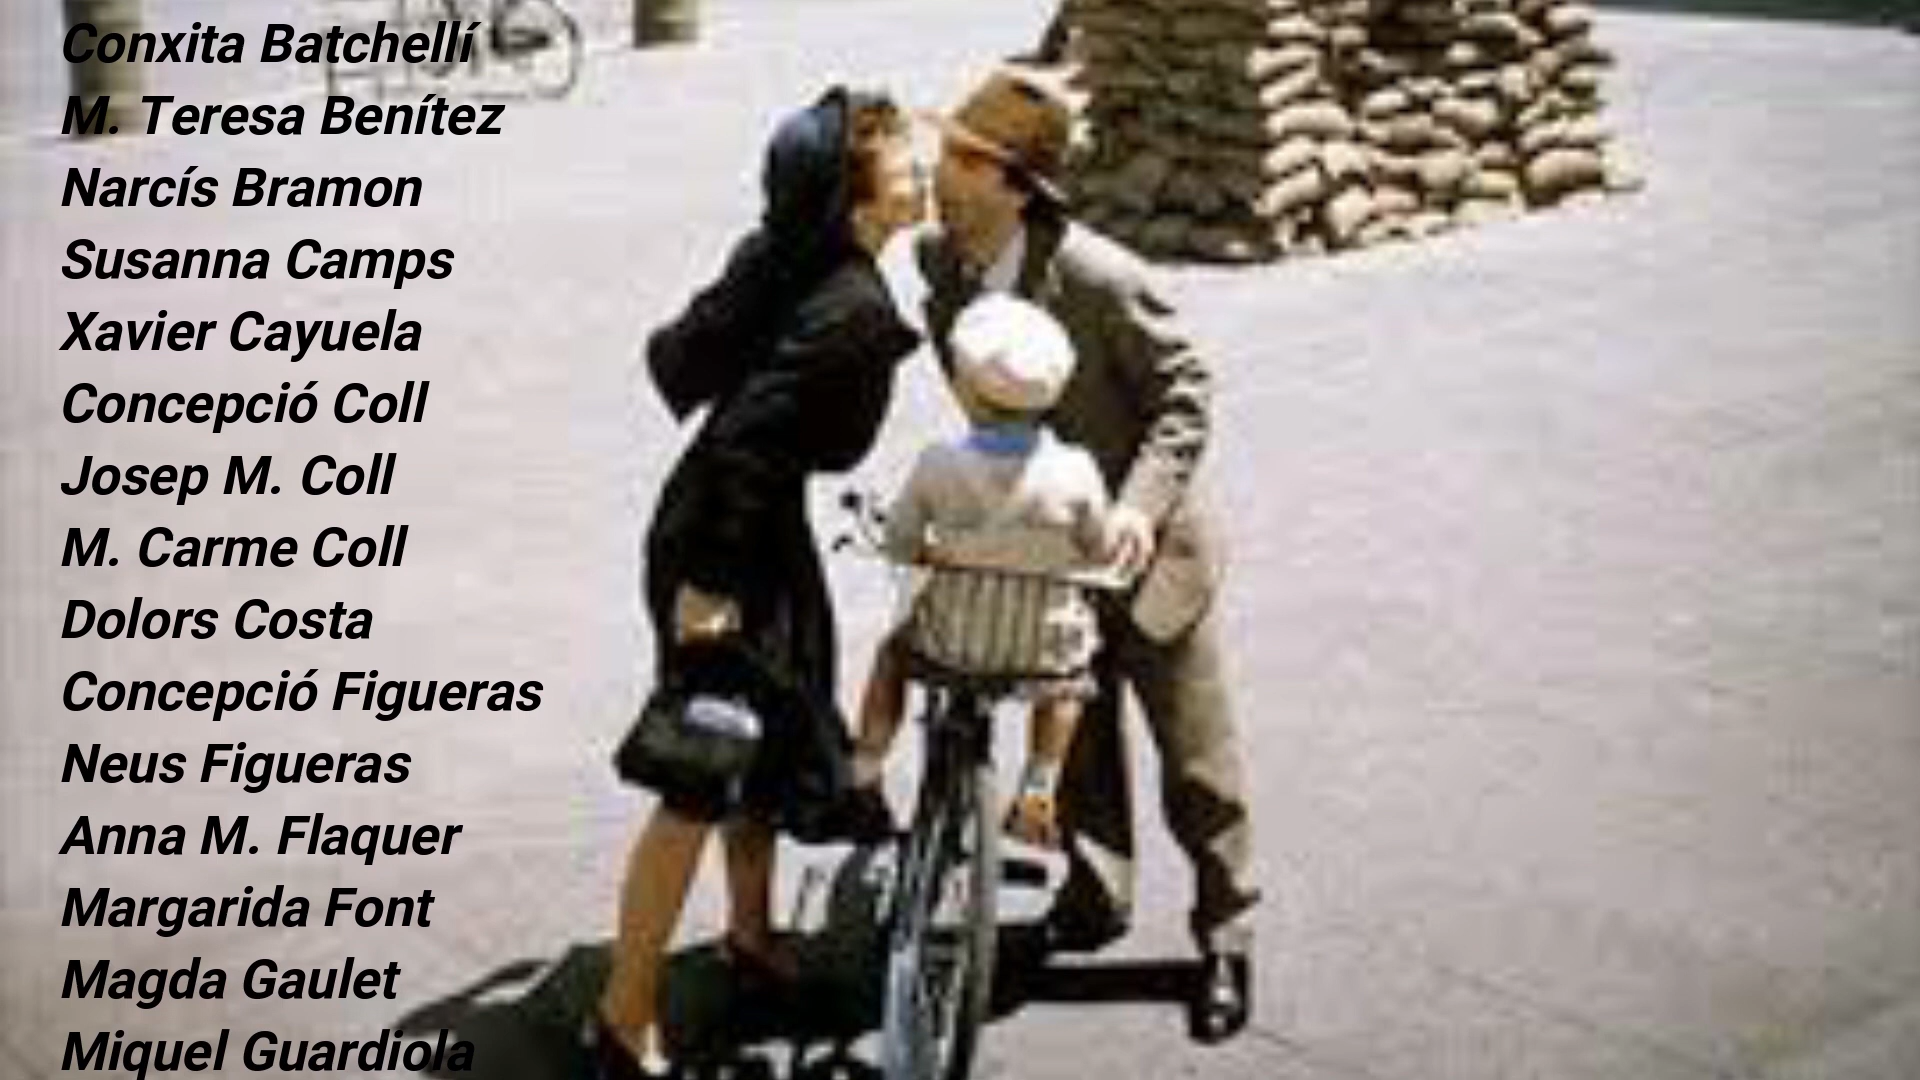 Conxita Batchellí
M. Teresa Benítez
Narcís Bramon
Susanna Camps
Xavier Cayuela
Concepció Coll
Josep M. Coll
M. Carme Coll
Dolors Costa
Concepció Figueras
Neus Figueras
Anna M. Flaquer
Margarida Font
Magda Gaulet
Miquel Guardiola